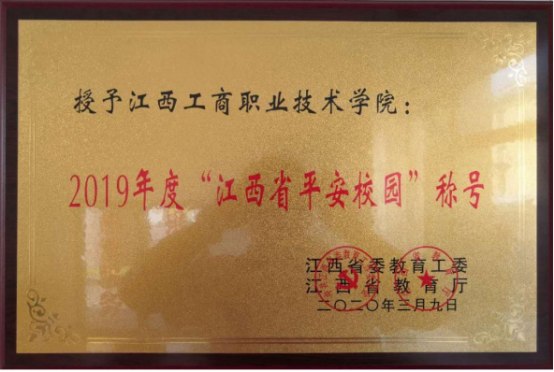 授予江西工商职业技术学院：
2019年度“江西省平安校园”称号
江西省委教育工委
江西省教育厅
二〇二〇年三月九日